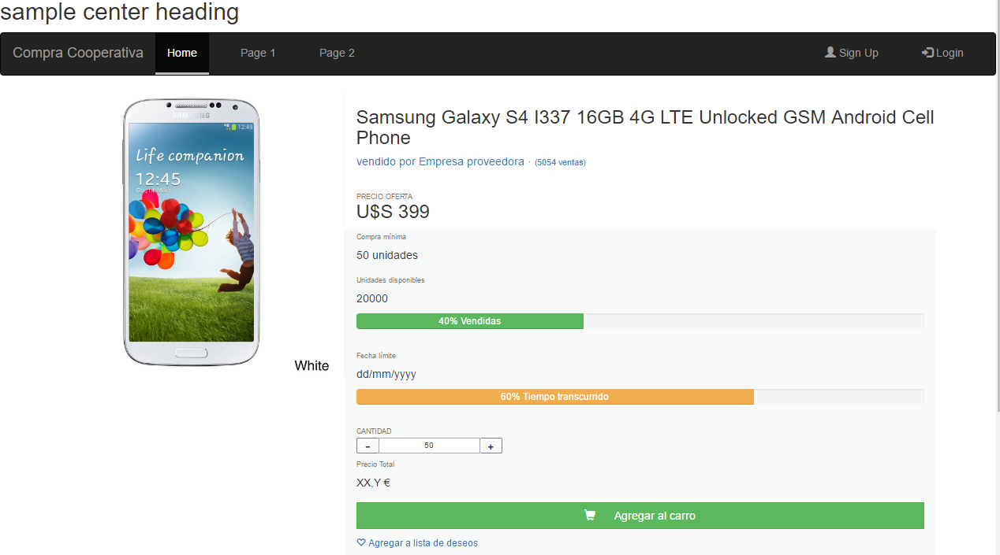 sample center heading
Compra Cooperativa Home Page 1 Page 2 Sign Up Login
SAMSUNG
12:45
Life companion
12:45
White
Samsung Galaxy S4 I337 16GB 4G LTE Unlocked GSM Android Cell
Phone
vendido por Empresa proveedora · (5054 ventas)
PRECIO OFERTA
U$S 399
Compra mínima
50 unidades
Unidades disponibles
20000
40% Vendidas
Fecha límite
dd/mm/yyyy
60% Tiempo transcurrido
CANTIDAD
- 50 +
Precio Total
XX,Y €
Agregar al carro
Agregar a lista de deseos